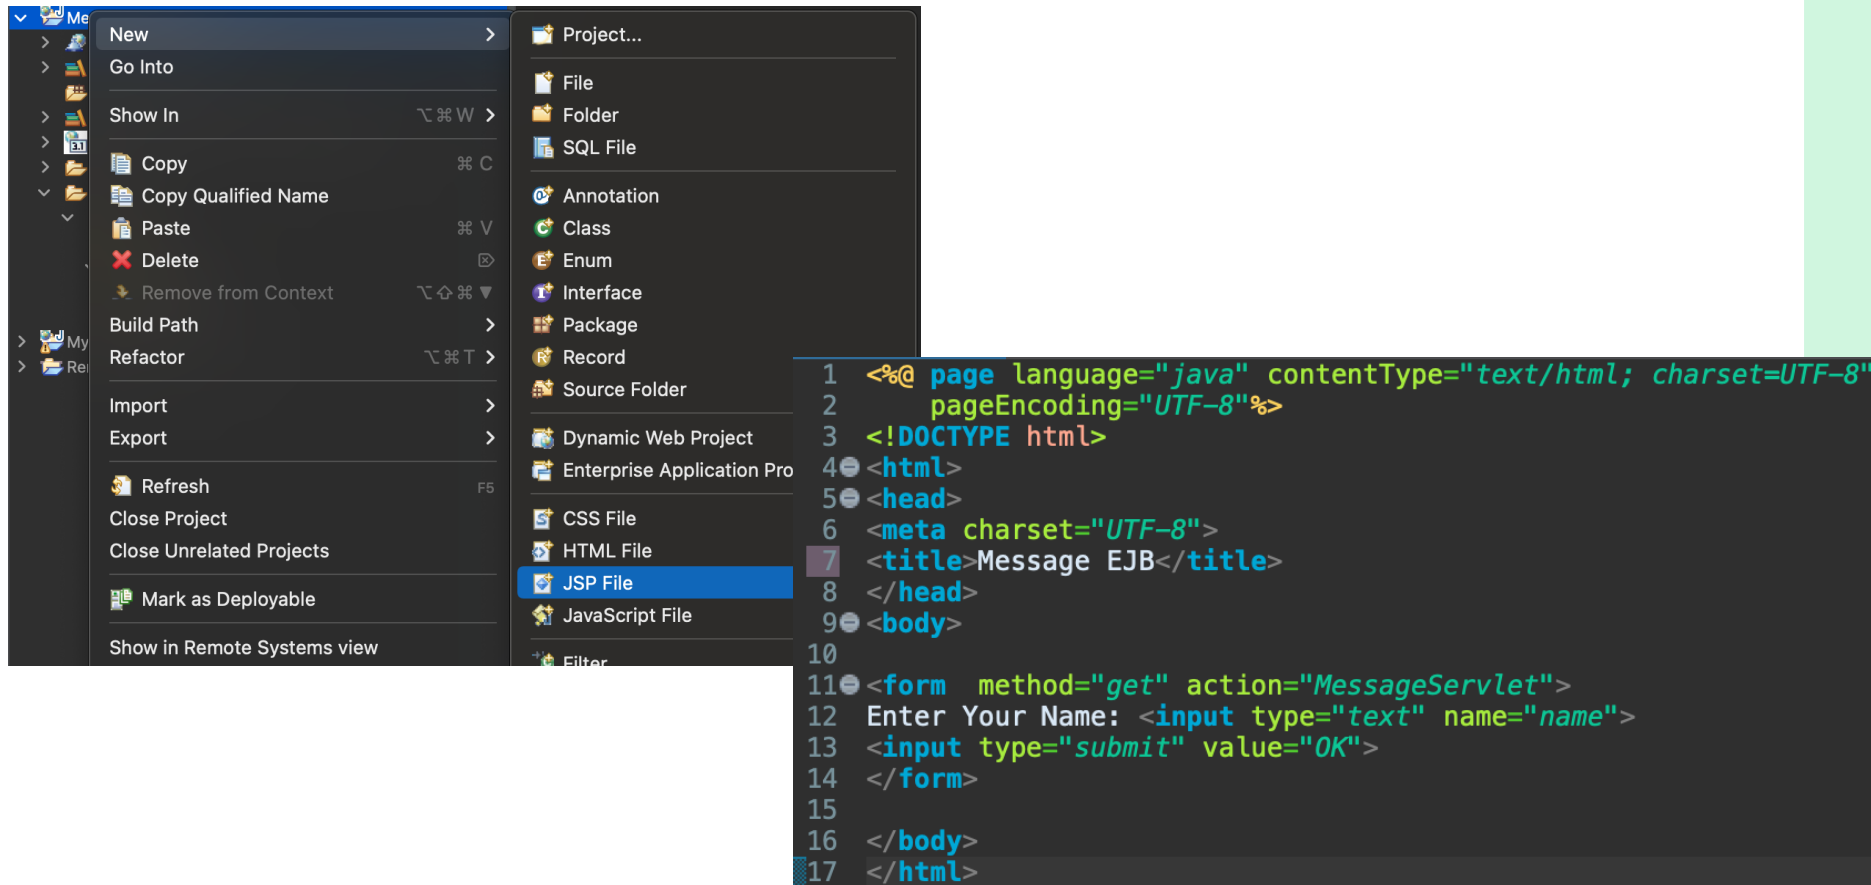 Me
New
Go Into
Show In ⌥⌘W
Copy ⌘ C
Copy Qualified Name
Paste ⌘ V
Delete
Remove from Context ⌥⇧⌘▼
Build Path
Refactor ⌥⌘T
Import
Export
Refresh F5
Close Project
Close Unrelated Projects
Mark as Deployable
Show in Remote Systems view
3.1
My
Project...
File
Folder
SQL File
Annotation
Class
Enum
Interface
Package
Record
Source Folder
Dynamic Web Project
Enterprise Application Pro
CSS File
HTML File
JSP File
JavaScript File
Filter
1 <%@ page language="java" contentType="text/html; charset=UTF-8"
2     pageEncoding="UTF-8"%>
3 <!DOCTYPE html>
4 <html>
5 <head>
6 <meta charset="UTF-8">
7 <title>Message EJB</title>
8 </head>
9 <body>
10
11 <form  method="get" action="MessageServlet">
12 Enter Your Name: <input type="text" name="name">
13 <input type="submit" value="OK">
14 </form>
15
16 </body>
17 </html>